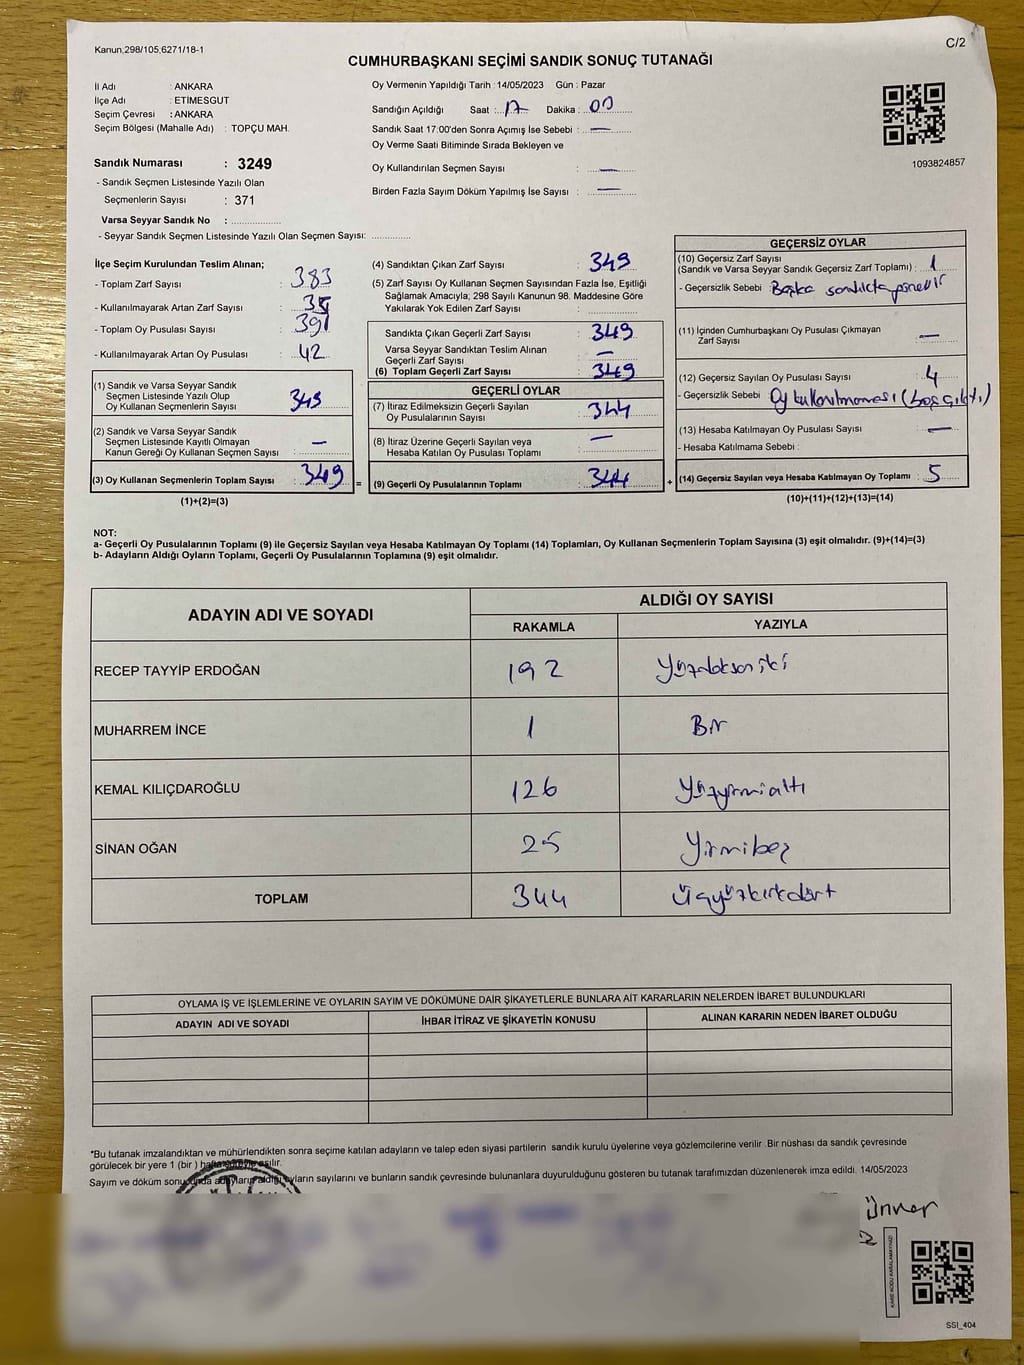 Kanun,298/105,6271/18-1
C/2
CUMHURBAŞKANI SEÇİMİ SANDIK SONUÇ TUTANAĞI
İl Adı : ANKARA
İlçe Adı : ETİMESGUT
Seçim Çevresi : ANKARA
Seçim Bölgesi (Mahalle Adı) : TOPÇU MAH.
Sandık Numarası : 3249
- Sandık Seçmen Listesinde Yazılı Olan
Seçmenlerin Sayısı : 371
Varsa Seyyar Sandık No : ................
- Seyyar Sandık Seçmen Listesinde Yazılı Olan Seçmen Sayısı: ............
Oy Vermenin Yapıldığı Tarih : 14/05/2023 Gün : Pazar
Sandığın Açıldığı Saat : 17 Dakika : 00
Sandık Saat 17:00'den Sonra Açımış İse Sebebi : —
Oy Verme Saati Bitiminde Sırada Bekleyen ve
Oy Kullandırılan Seçmen Sayısı : —
Birden Fazla Sayım Döküm Yapılmış İse Sayısı : —
1093824857
İlçe Seçim Kurulundan Teslim Alınan;
- Toplam Zarf Sayısı : 383
- Kullanılmayarak Artan Zarf Sayısı :
- Toplam Oy Pusulası Sayısı : 391
- Kullanılmayarak Artan Oy Pusulası : 42
(1) Sandık ve Varsa Seyyar Sandık
Seçmen Listesinde Yazılı Olup
Oy Kullanan Seçmenlerin Sayısı : 349
(2) Sandık ve Varsa Seyyar Sandık
Seçmen Listesinde Kayıtlı Olmayan
Kanun Gereği Oy Kullanan Seçmen Sayısı : —
(3) Oy Kullanan Seçmenlerin Toplam Sayısı : 349 =
(1)+(2)=(3)
(4) Sandıktan Çıkan Zarf Sayısı : 349
(5) Zarf Sayısı Oy Kullanan Seçmen Sayısından Fazla İse, Eşitliği
Sağlamak Amacıyla; 298 Sayılı Kanunun 98. Maddesine Göre
Yakılarak Yok Edilen Zarf Sayısı : ............
Sandıkta Çıkan Geçerli Zarf Sayısı : 349
Varsa Seyyar Sandıktan Teslim Alınan
Geçerli Zarf Sayısı : —
(6) Toplam Geçerli Zarf Sayısı : 349
GEÇERLİ OYLAR
(7) İtiraz Edilmeksizin Geçerli Sayılan
Oy Pusulalarının Sayısı : 344
(8) İtiraz Üzerine Geçerli Sayılan veya
Hesaba Katılan Oy Pusulası Toplamı : —
(9) Geçerli Oy Pusulalarının Toplamı : 344 +
GEÇERSİZ OYLAR
(10) Geçersiz Zarf Sayısı
(Sandık ve Varsa Seyyar Sandık Geçersiz Zarf Toplamı) : 1
- Geçersizlik Sebebi : Başka sandıkta
(11) İçinden Cumhurbaşkanı Oy Pusulası Çıkmayan
Zarf Sayısı : —
(12) Geçersiz Sayılan Oy Pusulası Sayısı : 4
- Geçersizlik Sebebi : Oy kullanılmaması (boş çıktı)
(13) Hesaba Katılmayan Oy Pusulası Sayısı : —
- Hesaba Katılmama Sebebi :
(14) Geçersiz Sayılan veya Hesaba Katılmayan Oy Toplamı : 5
(10)+(11)+(12)+(13)=(14)
NOT:
a- Geçerli Oy Pusulalarının Toplamı (9) ile Geçersiz Sayılan veya Hesaba Katılmayan Oy Toplamı (14) Toplamları, Oy Kullanan Seçmenlerin Toplam Sayısına (3) eşit olmalıdır. (9)+(14)=(3)
b- Adayların Aldığı Oyların Toplamı, Geçerli Oy Pusulalarının Toplamına (9) eşit olmalıdır.
ADAYIN ADI VE SOYADI
ALDIĞI OY SAYISI
RAKAMLA YAZIYLA
RECEP TAYYİP ERDOĞAN 192 Yüzdoksaniki
MUHARREM İNCE 1 Bir
KEMAL KILIÇDAROĞLU 126 Yüzyirmialtı
SİNAN OĞAN 25 Yirmibeş
TOPLAM 344 Üçyüzkırkdört
OYLAMA İŞ VE İŞLEMLERİNE VE OYLARIN SAYIM VE DÖKÜMÜNE DAİR ŞİKAYETLERLE BUNLARA AİT KARARLARIN NELERDEN İBARET BULUNDUKLARI
ADAYIN ADI VE SOYADI İHBAR İTİRAZ VE ŞİKAYETİN KONUSU ALINAN KARARIN NEDEN İBARET OLDUĞU
*Bu tutanak imzalandıktan ve mühürlendikten sonra seçime katılan adayların ve talep eden siyasi partilerin sandık kurulu üyelerine veya gözlemcilerine verilir. Bir nüshası da sandık çevresinde
görülecek bir yere 1 (bir) hafta süreyle asılır.
Sayım ve döküm sonucunda adayların aldığı oyların sayılarını ve bunların sandık çevresinde bulunanlara duyurulduğunu gösteren bu tutanak tarafımızdan düzenlenerek imza edildi. 14/05/2023
Ünver
KARE KODU KARALAMAYINIZ!
SSI_404